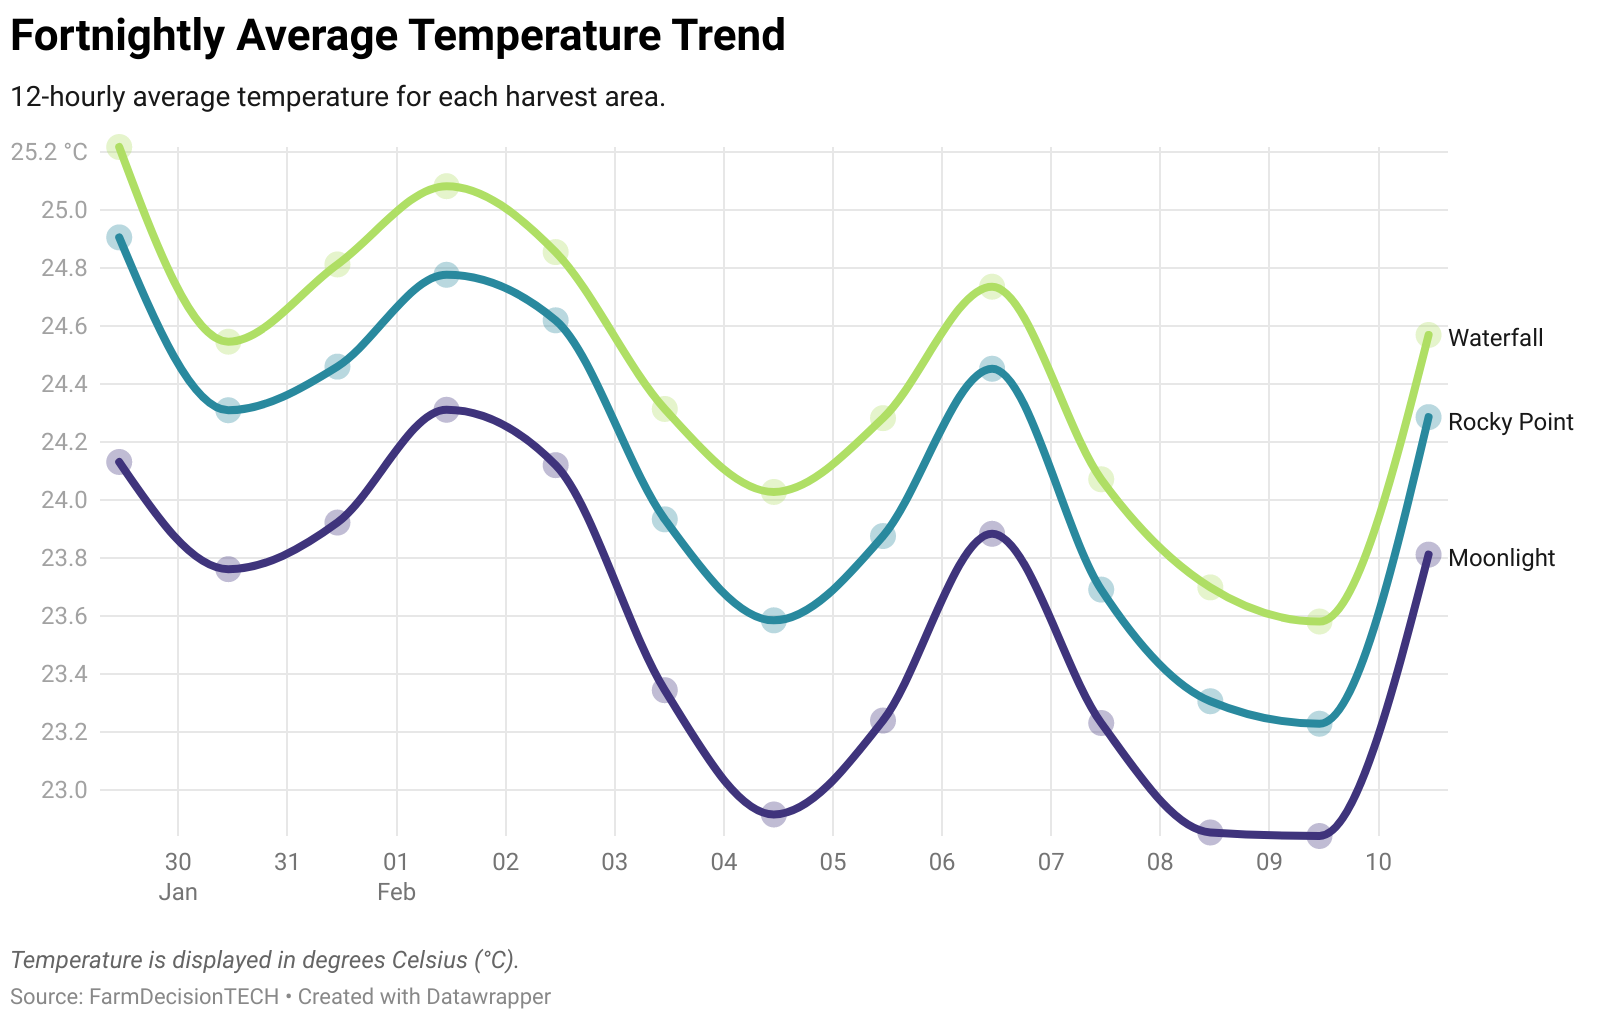 Fortnightly Average Temperature Trend
12-hourly average temperature for each harvest area.
25.2 °C
25.0
24.8
24.6
24.4
24.2
24.0
23.8
23.6
23.4
23.2
23.0
Waterfall
Rocky Point
Moonlight
30 31 01 02 03 04 05 06 07 08 09 10
Jan Feb
Temperature is displayed in degrees Celsius (°C).
Source: FarmDecisionTECH • Created with Datawrapper